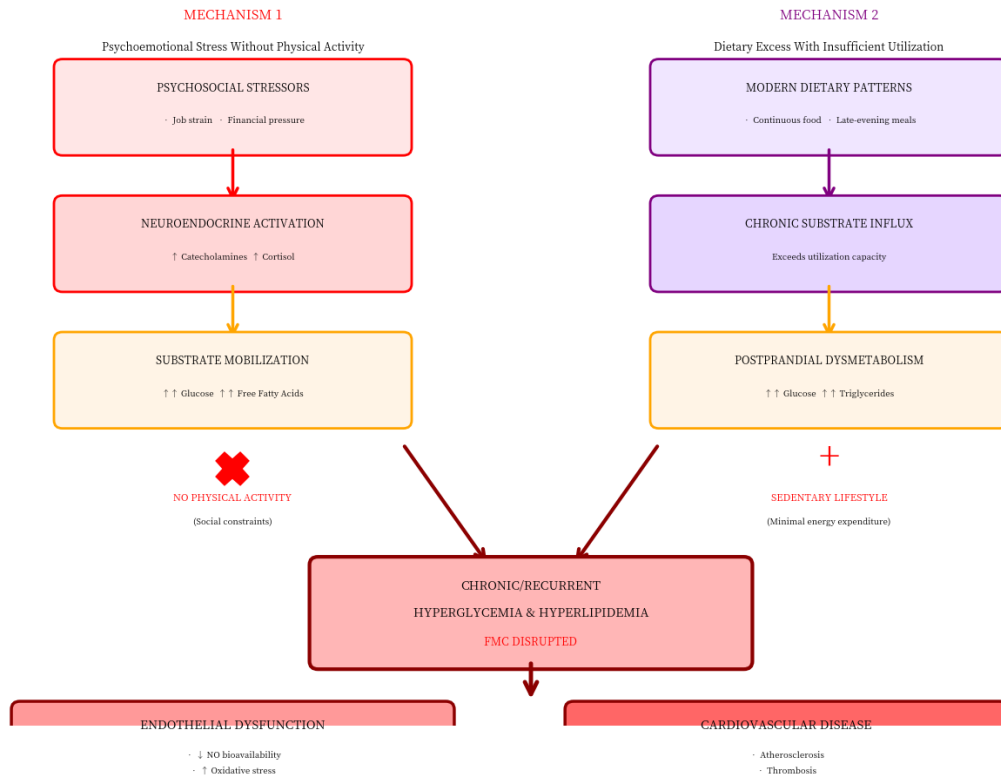 MECHANISM 1
Psychoemotional Stress Without Physical Activity
PSYCHOSOCIAL STRESSORS
· Job strain · Financial pressure
NEUROENDOCRINE ACTIVATION
↑ Catecholamines ↑ Cortisol
SUBSTRATE MOBILIZATION
↑↑ Glucose ↑↑ Free Fatty Acids
NO PHYSICAL ACTIVITY
(Social constraints)
MECHANISM 2
Dietary Excess With Insufficient Utilization
MODERN DIETARY PATTERNS
· Continuous food · Late-evening meals
CHRONIC SUBSTRATE INFLUX
Exceeds utilization capacity
POSTPRANDIAL DYSMETABOLISM
↑↑ Glucose ↑↑ Triglycerides
+
SEDENTARY LIFESTYLE
(Minimal energy expenditure)
CHRONIC/RECURRENT
HYPERGLYCEMIA & HYPERLIPIDEMIA
FMC DISRUPTED
ENDOTHELIAL DYSFUNCTION
· ↓ NO bioavailability
· ↑ Oxidative stress
CARDIOVASCULAR DISEASE
· Atherosclerosis
· Thrombosis